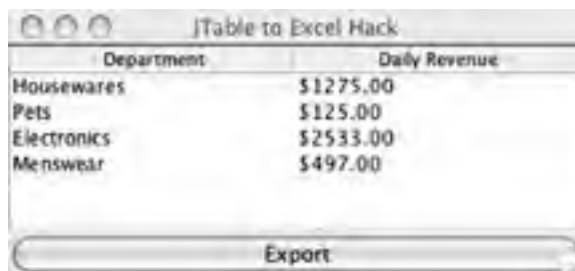 JTable to Excel Hack
Department Daily Revenue
Housewares $1275.00
Pets $125.00
Electronics $2533.00
Menswear $497.00
Export